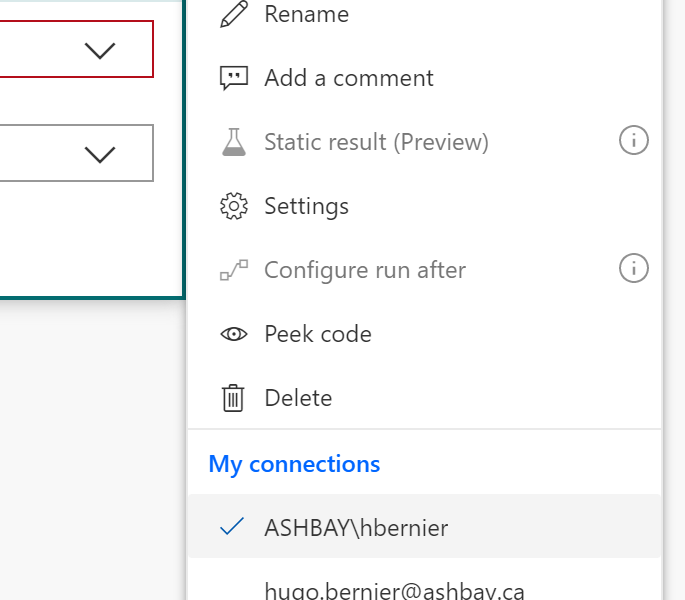 Rename
Add a comment
Static result (Preview)
Settings
Configure run after
Peek code
Delete
My connections
ASHBAY\hbernier
hugo.bernier@ashbay.ca